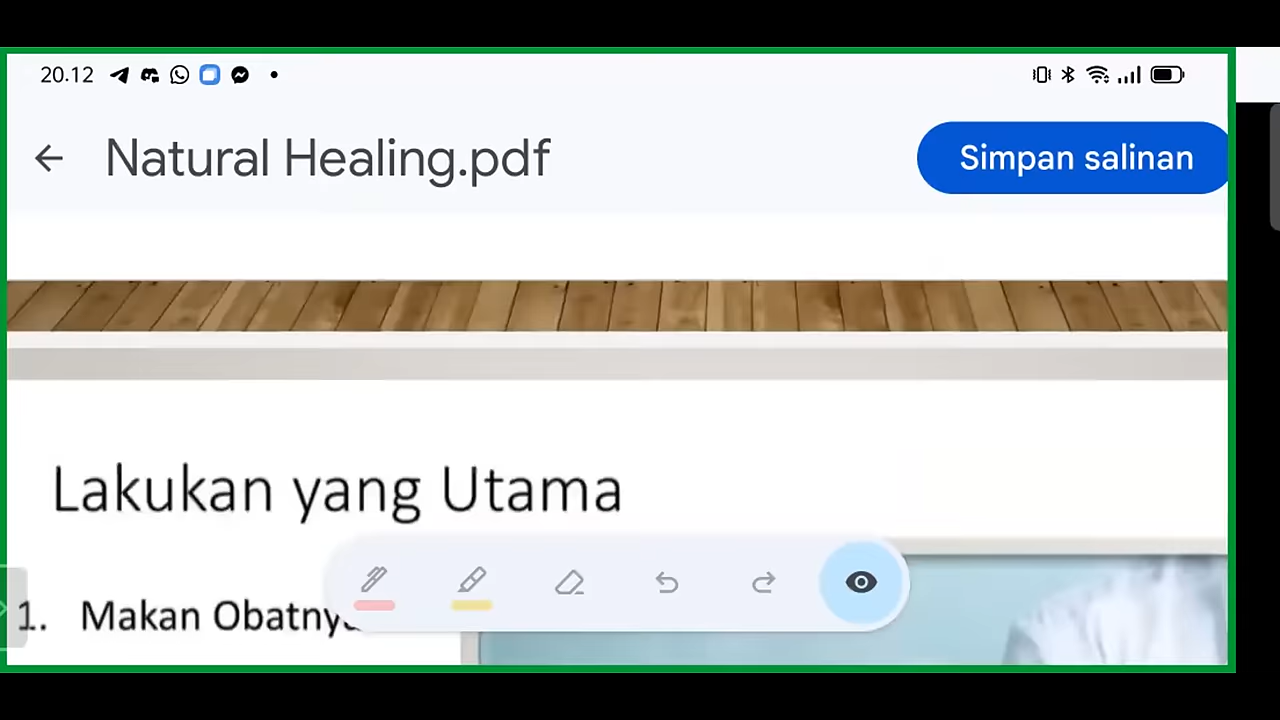 20.12
Natural Healing.pdf
Simpan salinan
Lakukan yang Utama
1. Makan Obatny